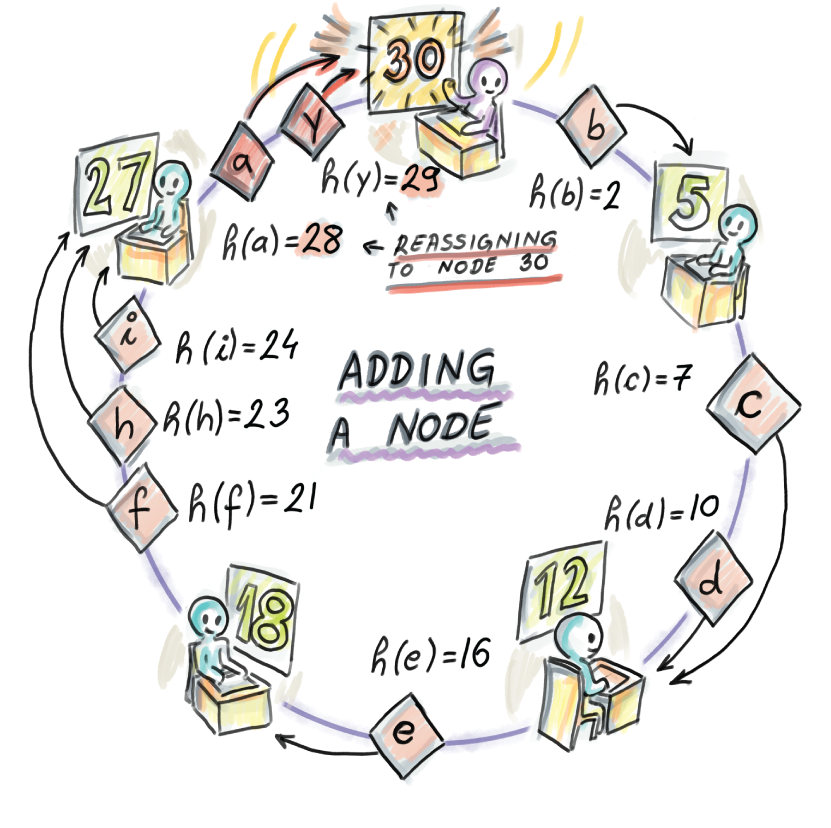 30
27
a
y
b
5
h(y)=29
h(b)=2
h(a)=28 ← REASSIGNING
TO NODE 30
i
h(i)=24
ADDING
A NODE
h(c)=7
c
h
h(h)=23
f
h(f)=21
h(d)=10
d
12
18
h(e)=16
e